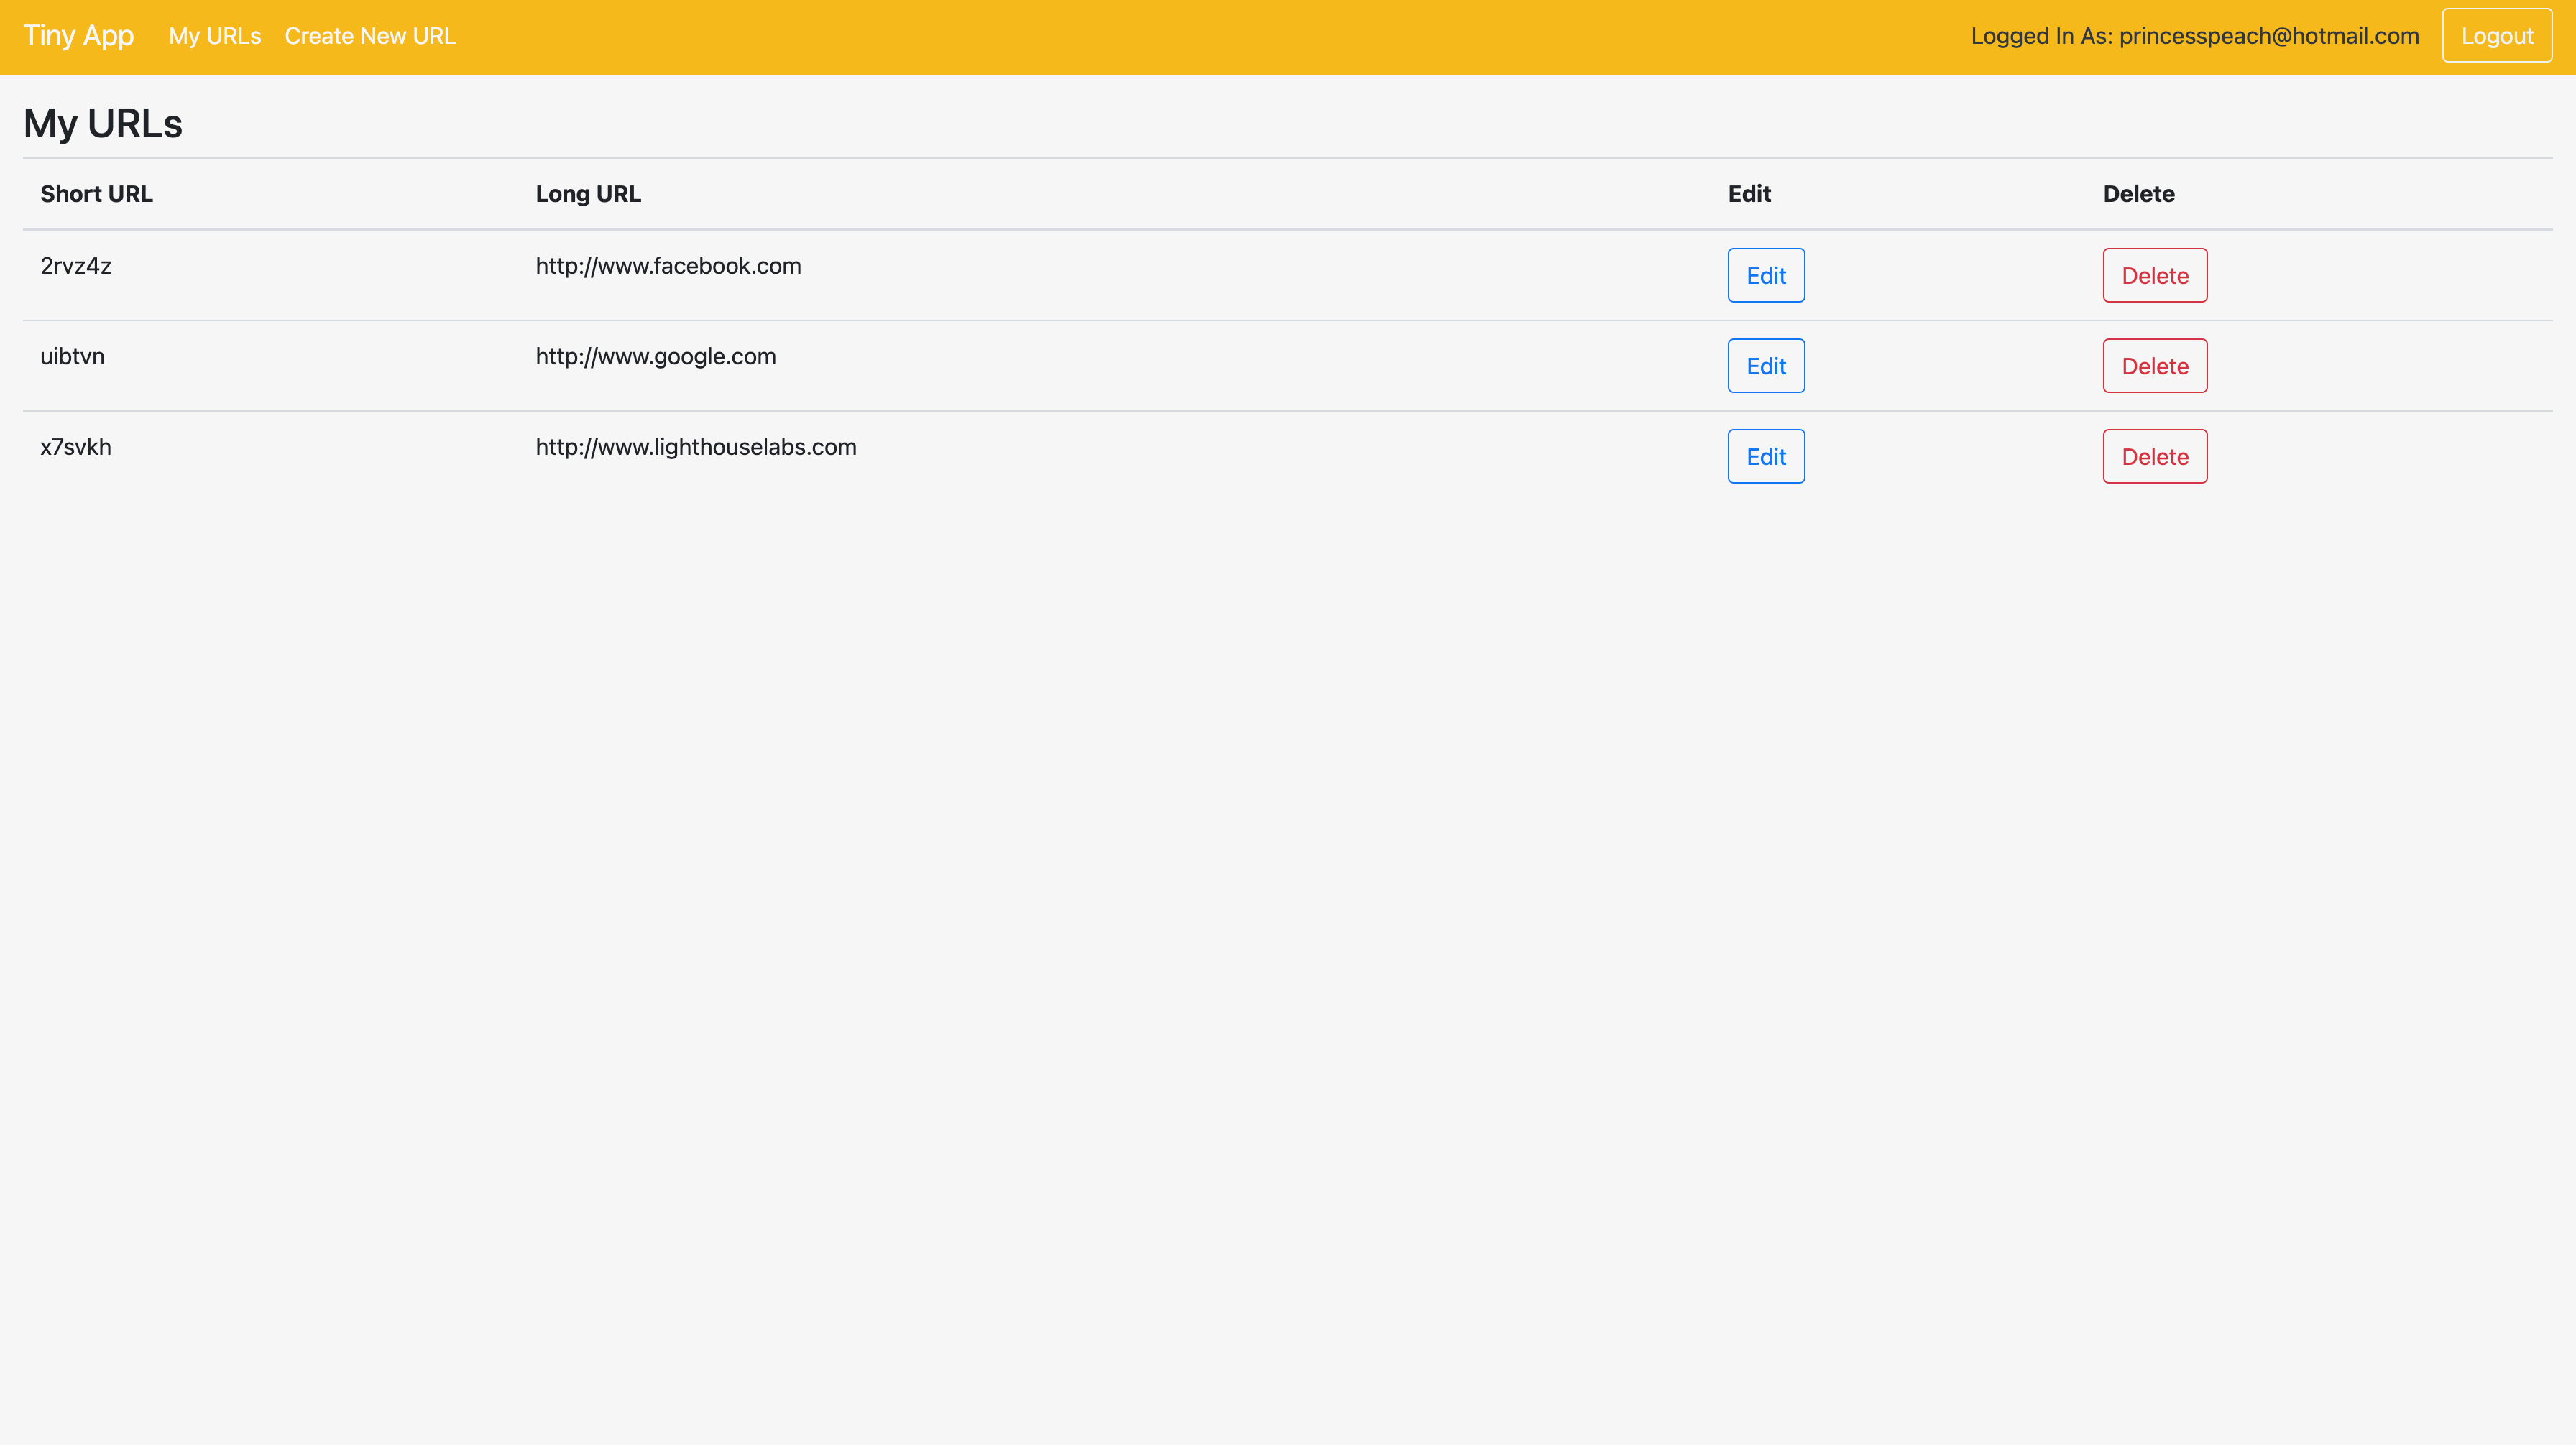 Tiny App My URLs Create New URL Logged In As: princesspeach@hotmail.com Logout
My URLs
Short URL Long URL Edit Delete
2rvz4z http://www.facebook.com Edit Delete
uibtvn http://www.google.com Edit Delete
x7svkh http://www.lighthouselabs.com Edit Delete